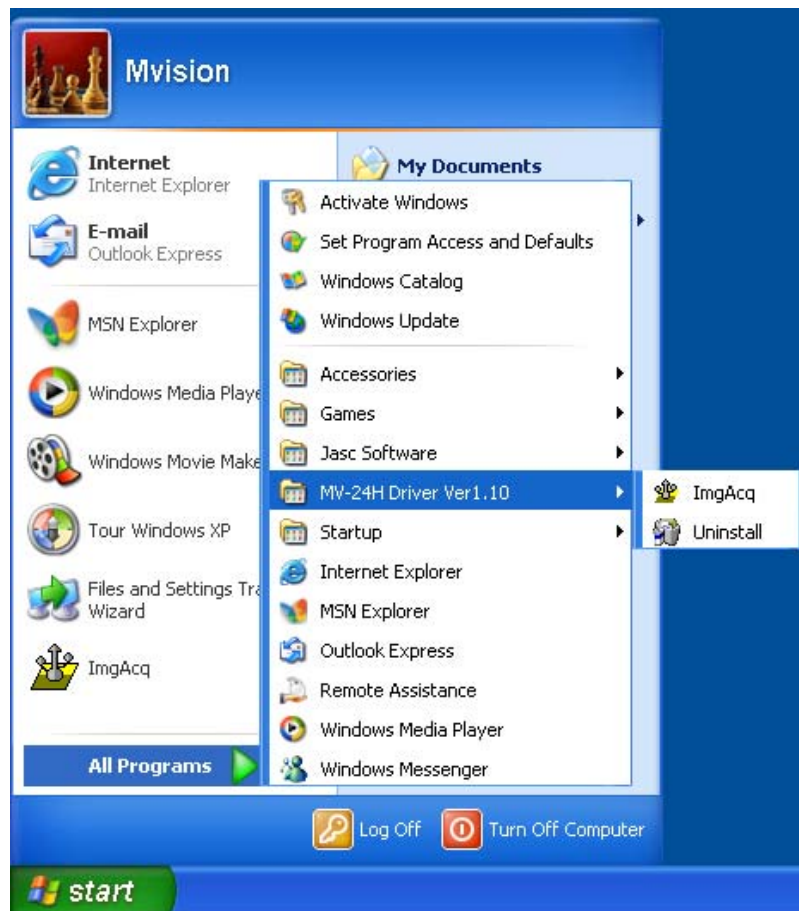 Mvision
Internet
Internet Explorer
E-mail
Outlook Express
MSN Explorer
Windows Media Playe
Windows Movie Make
Tour Windows XP
Files and Settings Tra
Wizard
ImgAcq
All Programs
My Documents
Activate Windows
Set Program Access and Defaults
Windows Catalog
Windows Update
Accessories
Games
Jasc Software
MV-24H Driver Ver1.10
Startup
Internet Explorer
MSN Explorer
Outlook Express
Remote Assistance
Windows Media Player
Windows Messenger
ImgAcq
Uninstall
Log Off
Turn Off Computer
start